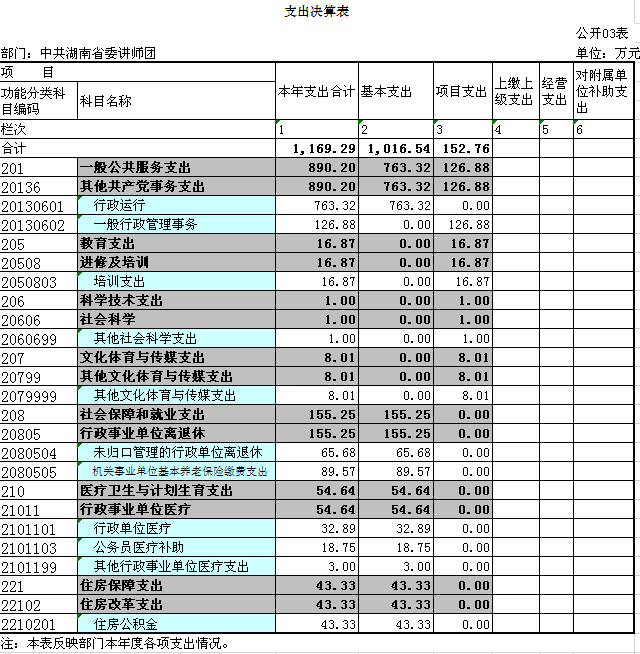 支出决算表
公开03表
部门：中共湖南省委讲师团 单位：万元
项 目 本年支出合计 基本支出 项目支出 上缴上级支出 经营支出 对附属单位补助支出
功能分类科目编码 科目名称
栏次 1 2 3 4 5 6
合计 1,169.29 1,016.54 152.76
201 一般公共服务支出 890.20 763.32 126.88
20136 其他共产党事务支出 890.20 763.32 126.88
20130601 行政运行 763.32 763.32 0.00
20130602 一般行政管理事务 126.88 0.00 126.88
205 教育支出 16.87 0.00 16.87
20508 进修及培训 16.87 0.00 16.87
2050803 培训支出 16.87 0.00 16.87
206 科学技术支出 1.00 0.00 1.00
20606 社会科学 1.00 0.00 1.00
2060699 其他社会科学支出 1.00 0.00 1.00
207 文化体育与传媒支出 8.01 0.00 8.01
20799 其他文化体育与传媒支出 8.01 0.00 8.01
2079999 其他文化体育与传媒支出 8.01 0.00 8.01
208 社会保障和就业支出 155.25 155.25 0.00
20805 行政事业单位离退休 155.25 155.25 0.00
2080504 未归口管理的行政单位离退休 65.68 65.68 0.00
2080505 机关事业单位基本养老保险缴费支出 89.57 89.57 0.00
210 医疗卫生与计划生育支出 54.64 54.64 0.00
21011 行政事业单位医疗 54.64 54.64 0.00
2101101 行政单位医疗 32.89 32.89 0.00
2101103 公务员医疗补助 18.75 18.75 0.00
2101199 其他行政事业单位医疗支出 3.00 3.00 0.00
221 住房保障支出 43.33 43.33 0.00
22102 住房改革支出 43.33 43.33 0.00
2210201 住房公积金 43.33 43.33 0.00
注：本表反映部门本年度各项支出情况。